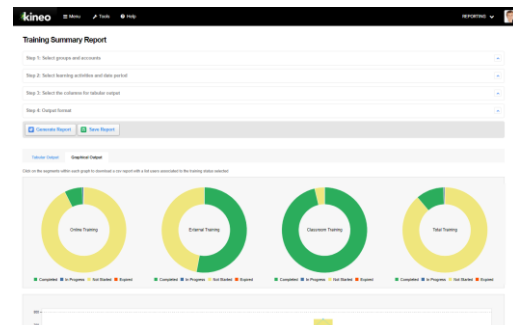 kineo Menu Tools Help REPORTING
Training Summary Report
Step 1: Select groups and accounts
Step 2: Select learning activities and date period
Step 3: Select the columns for tabular output
Step 4: Output format
Generate Report Save Report
Tabular Output Graphical Output
Click on the segments within each graph to download a csv report with a full users associated to the training status selected.
Online Training External Training Classroom Training Total Training
Completed In Progress Not Started Expired Completed In Progress Not Started Expired Completed In Progress Not Started Expired Completed In Progress Not Started Expired